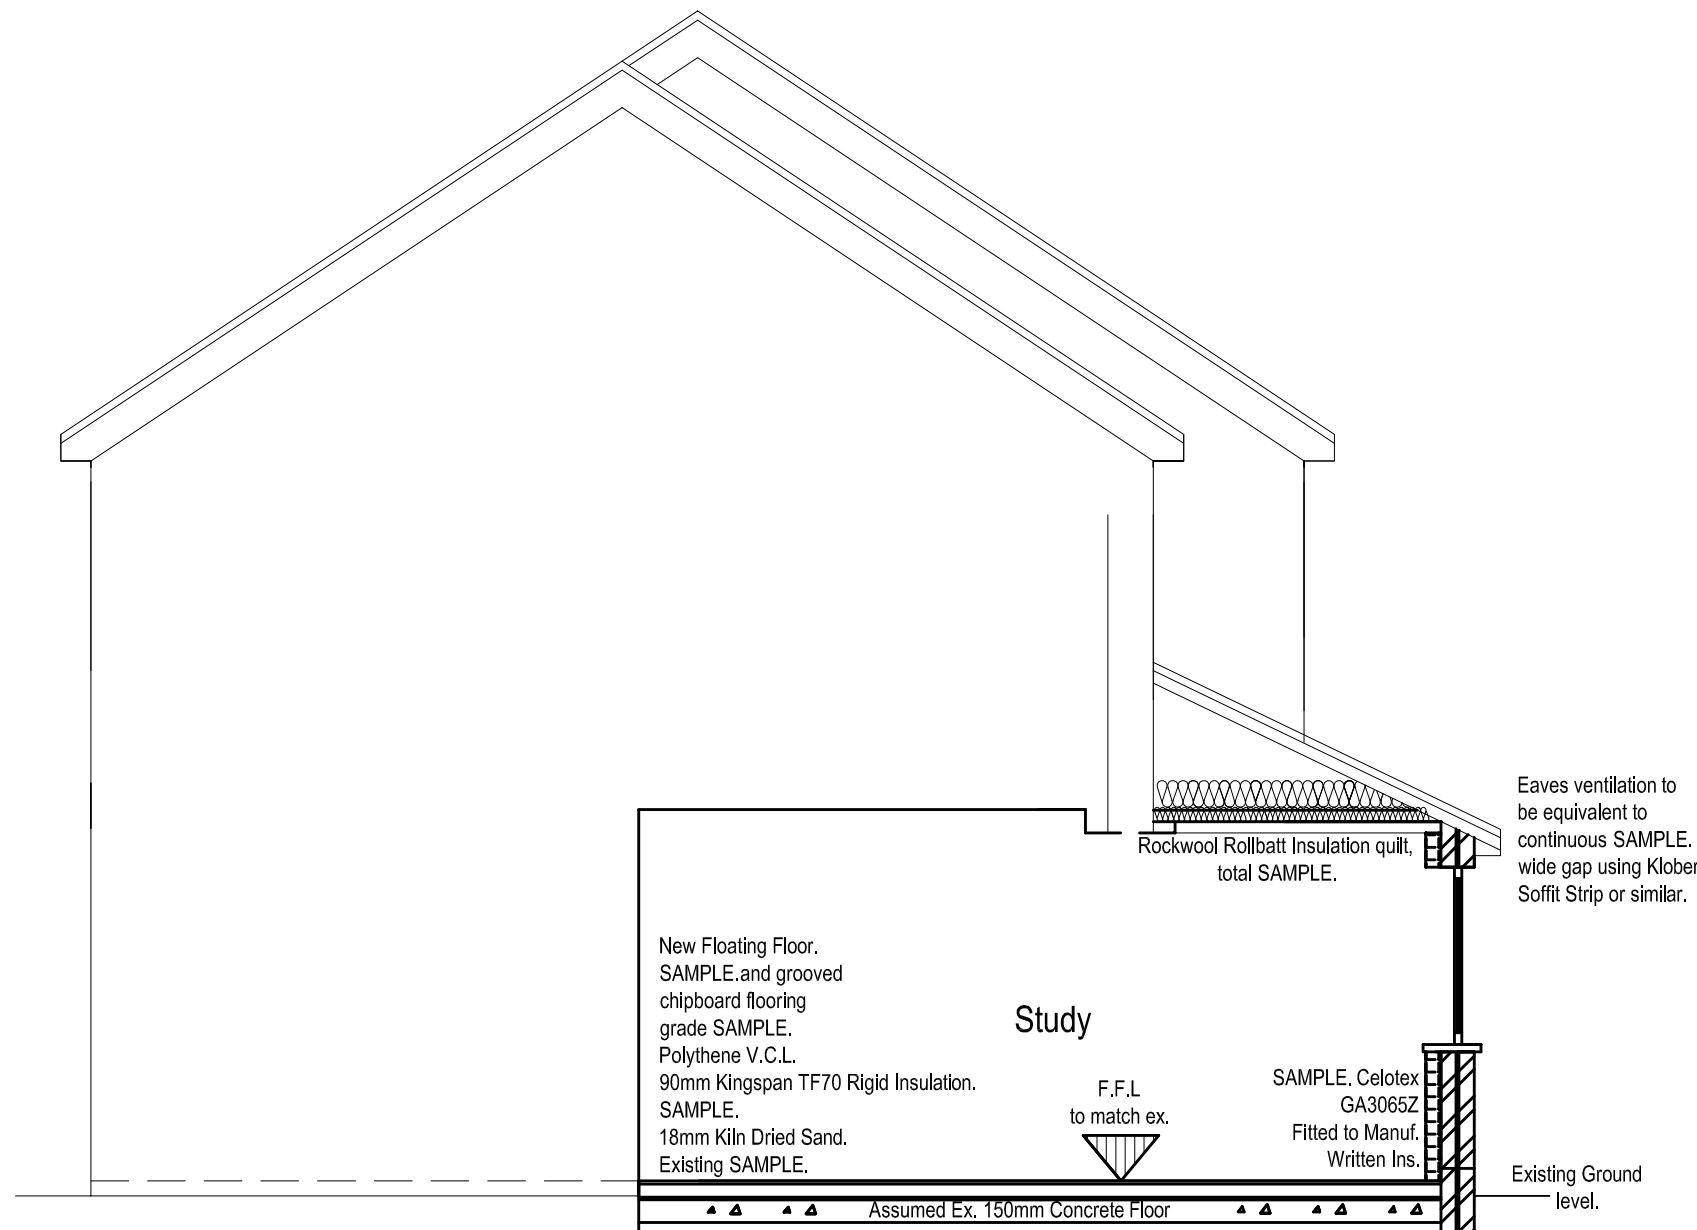 Eaves ventilation to
be equivalent to
continuous SAMPLE.
wide gap using Klober
Soffit Strip or similar.
Rockwool Rollbatt Insulation quilt,
total SAMPLE.
New Floating Floor.
SAMPLE.and grooved
chipboard flooring
grade SAMPLE.
Polythene V.C.L.
90mm Kingspan TF70 Rigid Insulation.
SAMPLE.
18mm Kiln Dried Sand.
Existing SAMPLE.
Study
F.F.L
to match ex.
SAMPLE. Celotex
GA3065Z
Fitted to Manuf.
Written Ins.
Existing Ground
level.
Assumed Ex. 150mm Concrete Floor